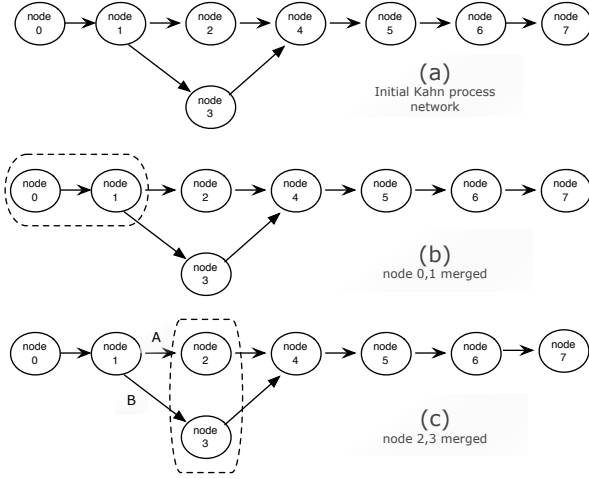 node
0
node
1
node
2
node
4
node
5
node
6
node
7
node
3
(a)
Initial Kahn process
network
node
0
node
1
node
2
node
4
node
5
node
6
node
7
node
3
(b)
node 0,1 merged
node
0
node
1
A
node
2
node
4
node
5
node
6
node
7
B
node
3
(c)
node 2,3 merged